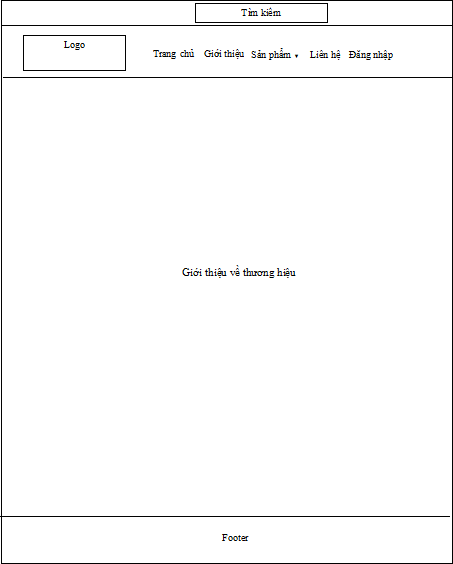 Tìm kiếm
Logo
Trang chủ Giới thiệu Sản phẩm ▼ Liên hệ Đăng nhập
Giới thiệu về thương hiệu
Footer